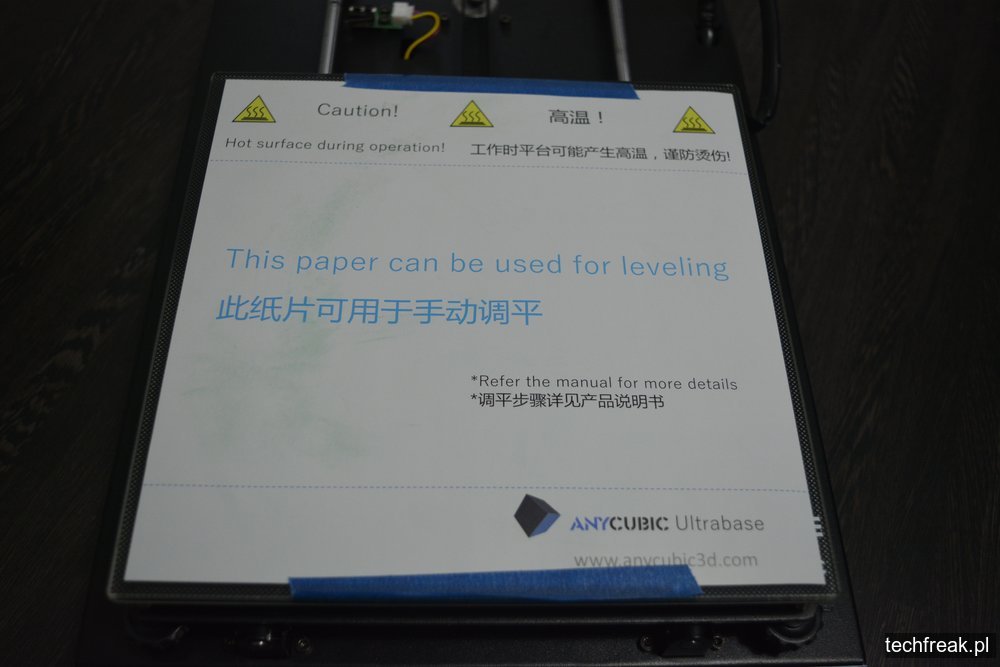 Caution!
高温！
Hot surface during operation!
工作时平台可能产生高温，谨防烫伤!
This paper can be used for leveling
此纸片可用于手动调平
*Refer the manual for more details
*调平步骤详见产品说明书
ANYCUBIC Ultrabase
www.anycubic3d.com
techfreak.pl